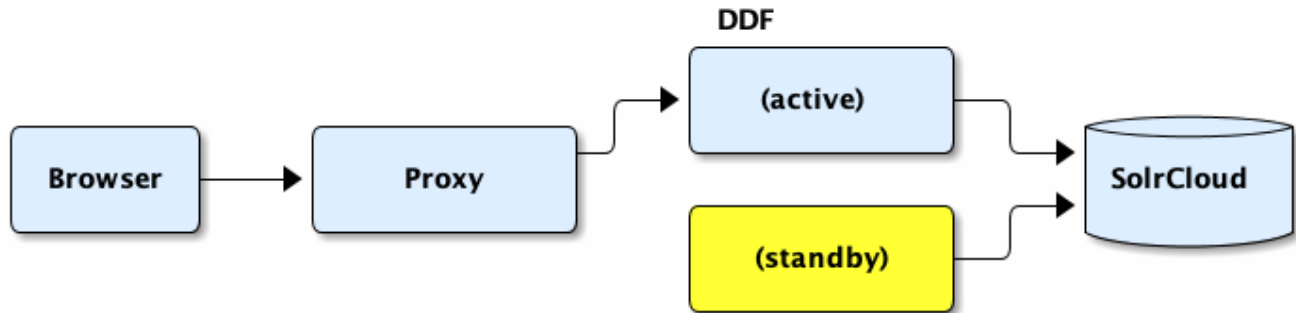 DDF
(active)
Browser
Proxy
SolrCloud
(standby)